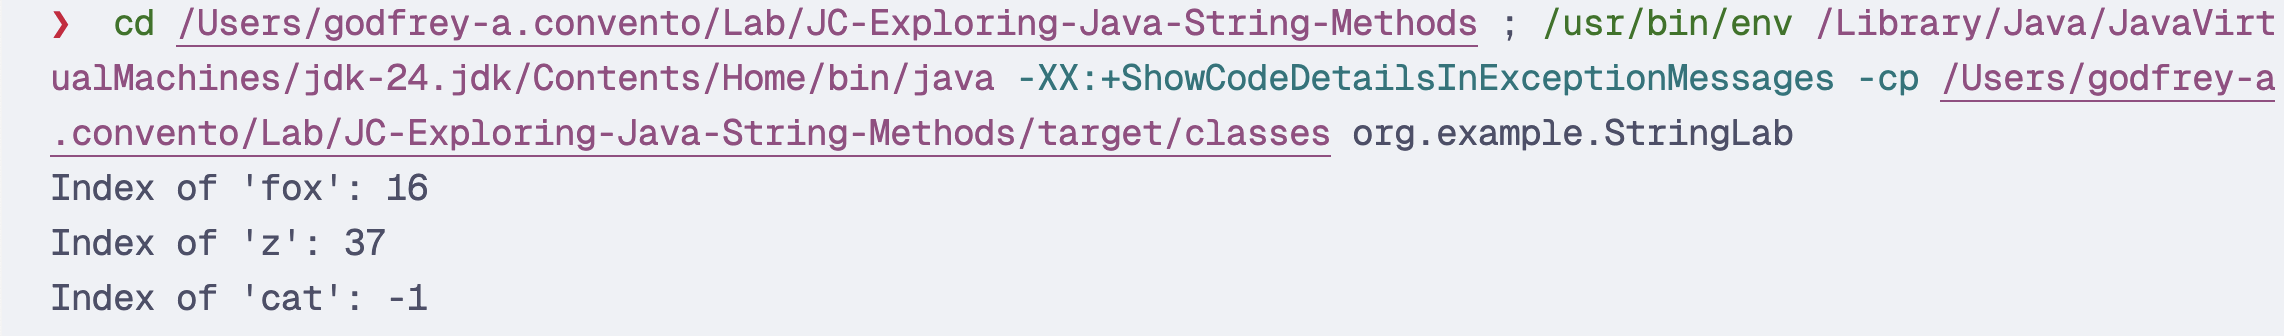 ❯ cd /Users/godfrey-a.convento/Lab/JC-Exploring-Java-String-Methods ; /usr/bin/env /Library/Java/JavaVirt
ualMachines/jdk-24.jdk/Contents/Home/bin/java -XX:+ShowCodeDetailsInExceptionMessages -cp /Users/godfrey-a
.convento/Lab/JC-Exploring-Java-String-Methods/target/classes org.example.StringLab
Index of 'fox': 16
Index of 'z': 37
Index of 'cat': -1